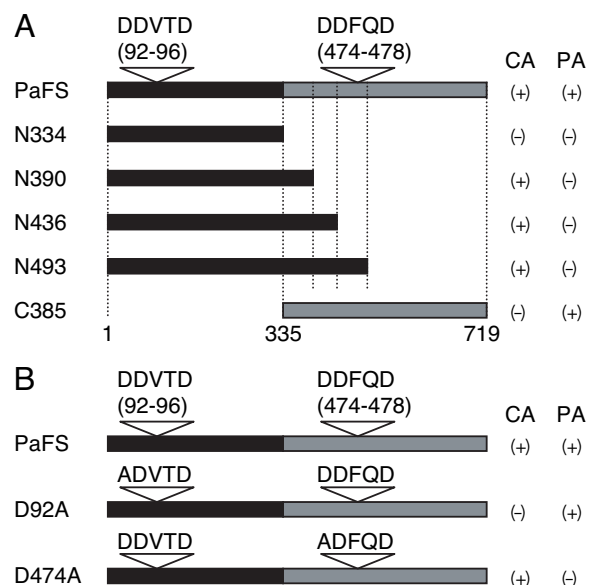 A
DDVTD DDFQD
(92-96) (474-478)
CA PA
PaFS (+) (+)
N334 (–) (–)
N390 (+) (–)
N436 (+) (–)
N493 (+) (–)
C385 (–) (+)
1 335 719
B
DDVTD DDFQD
(92-96) (474-478)
CA PA
PaFS (+) (+)
ADVTD DDFQD
D92A (–) (+)
DDVTD ADFQD
D474A (+) (–)